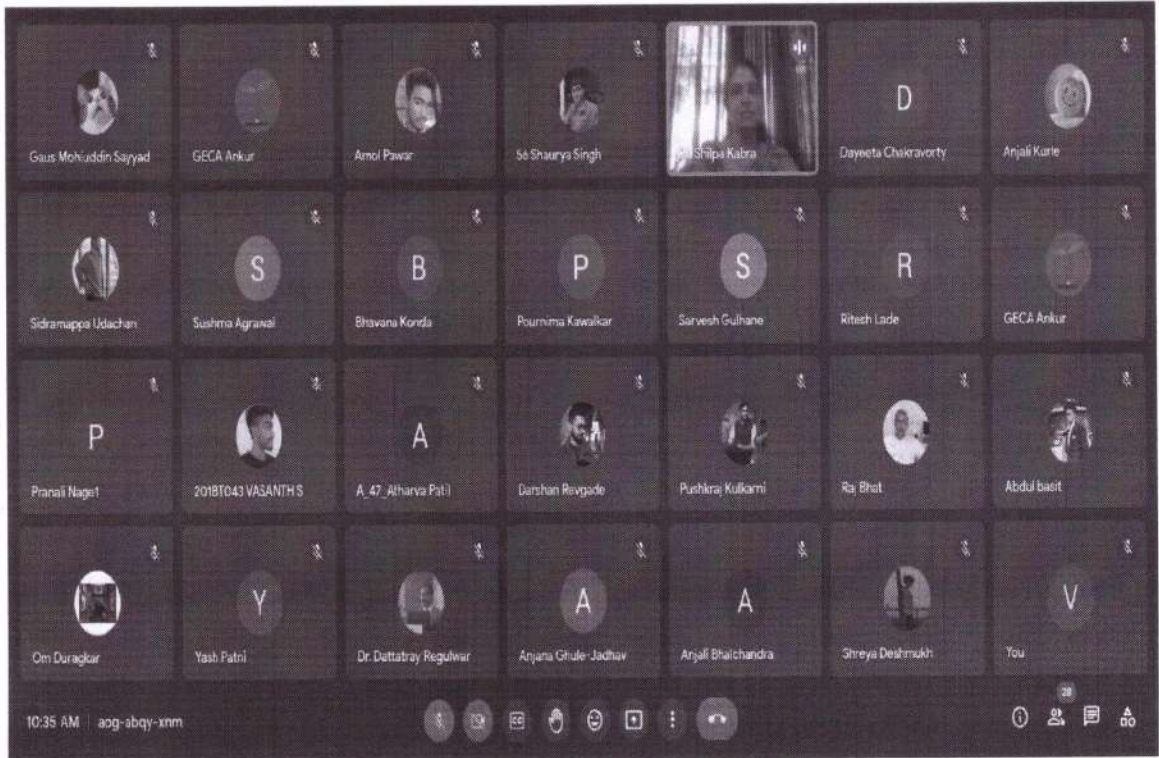 Gaus Mohiuddin Sayyad
GECA Ankur
Amol Pawar
56 Shaurya Singh
Shilpa Kabra
D
Dayeeta Chakravorty
Anjali Kurle
Sidramappa Udachan
S
Sushma Agrawal
B
Bhavana Konda
P
Pournima Kawalkar
S
Sarvesh Gulhane
R
Ritesh Lade
GECA Ankur
P
Pranali Nage1
201BT043 VASANTH S
A
A_47_Atharva Patil
Darshan Revgade
Pushkraj Kulkarni
Raj Bhat
Abdul basit
Om Duragkar
Y
Yash Patni
Dr. Dattatray Regulwar
A
Anjana Ghule-Jadhav
A
Anjali Bhalchandra
Shreya Deshmukh
V
You
10:35 AM | aog-abqy-xnm
CC
28